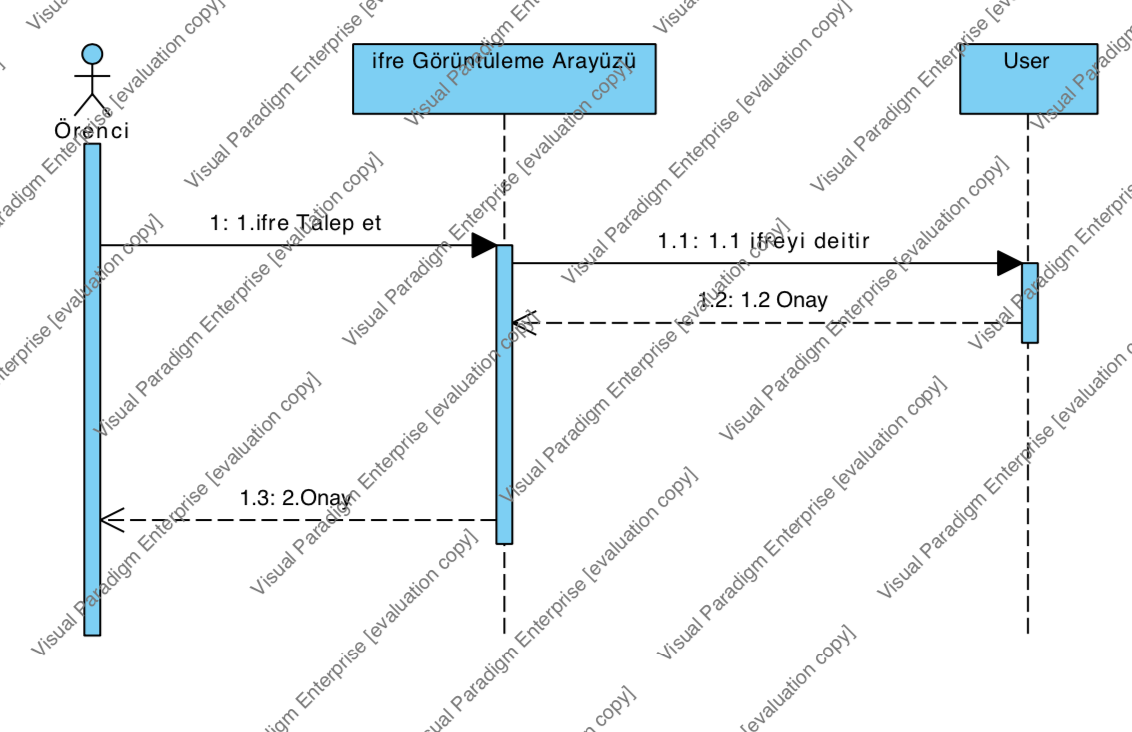 ifre Görüntüleme Arayüzü
User
Örenci
1: 1.ifre Talep et
1.1: 1.1 ifreyi deitir
1.2: 1.2 Onay
1.3: 2.Onay
Visual Paradigm Enterprise [evaluation copy]